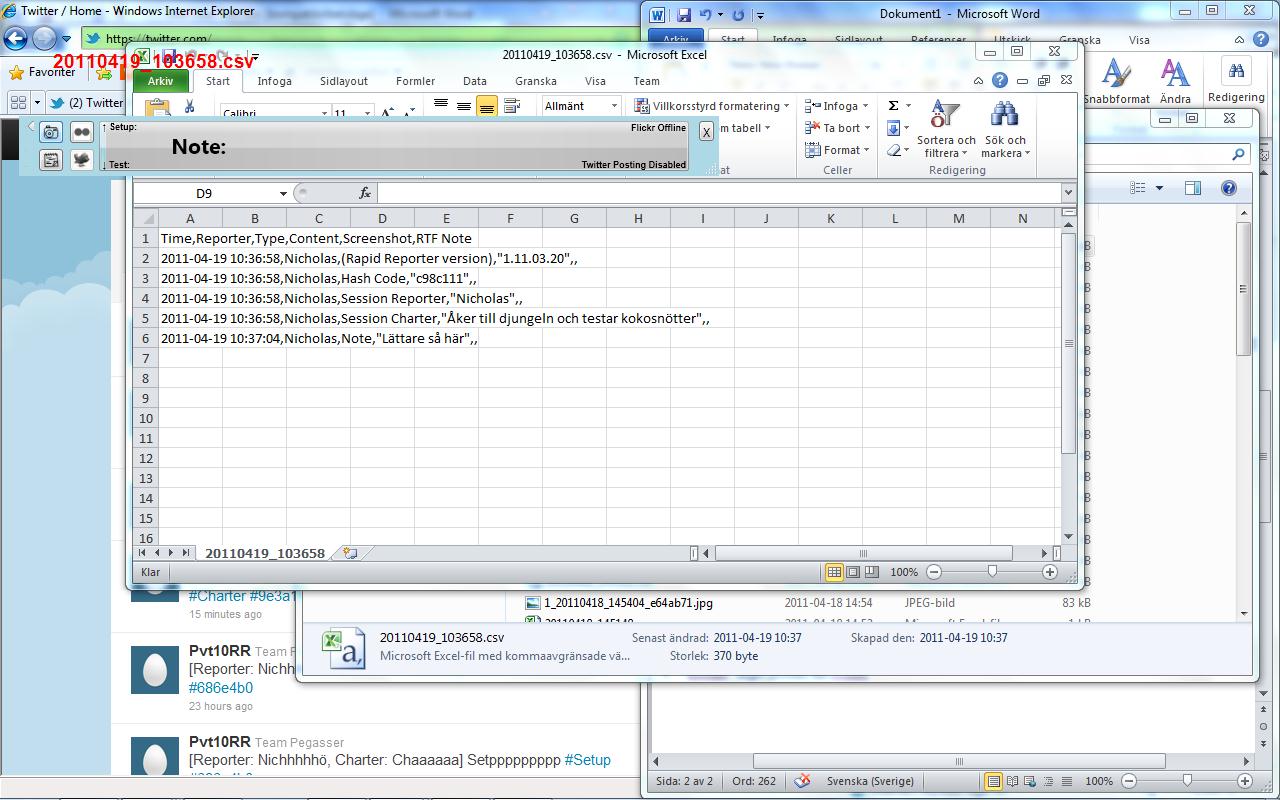 Twitter / Home - Windows Internet Explorer
https://twitter.com/
20110419_103658.csv
Favoriter
(2) Twitter
Dokument1 - Microsoft Word
Arkiv Start Infoga Sidlayout Referenser Utskick Granska Visa
Snabbformat Ändra Redigering
20110419_103658.csv - Microsoft Excel
Arkiv Start Infoga Sidlayout Formler Data Granska Visa Team
Calibri 11 Allmänt Villkorsstyrd formatering Infoga Σ
m tabell Ta bort Sortera och filtrera Sök och markera
Format
Celler Redigering
↑ Setup: Flickr Offline X
Note:
↓ Test: Twitter Posting Disabled
D9 fx
A B C D E F G H I J K L M N
1 Time,Reporter,Type,Content,Screenshot,RTF Note
2 2011-04-19 10:36:58,Nicholas,(Rapid Reporter version),"1.11.03.20",,
3 2011-04-19 10:36:58,Nicholas,Hash Code,"c98c111",,
4 2011-04-19 10:36:58,Nicholas,Session Reporter,"Nicholas",,
5 2011-04-19 10:36:58,Nicholas,Session Charter,"Åker till djungeln och testar kokosnötter",,
6 2011-04-19 10:37:04,Nicholas,Note,"Lättare så här",,
7
8
9
10
11
12
13
14
15
16
20110419_103658
Klar 100%
#Charter #9e3a1
15 minutes ago
1_20110418_145404_e64ab71.jpg 2011-04-18 14:54 JPEG-bild 83 kB
20110419_103658.csv Senast ändrad: 2011-04-19 10:37 Skapad den: 2011-04-19 10:37
Microsoft Excel-fil med kommaavgränsade vä... Storlek: 370 byte
Pvt10RR Team P
[Reporter: Nichh
#686e4b0
23 hours ago
Pvt10RR Team Pegasser
[Reporter: Nichhhhhö, Charter: Chaaaaaa] Setppppppppp #Setup
Sida: 2 av 2 Ord: 262 Svenska (Sverige) 100%